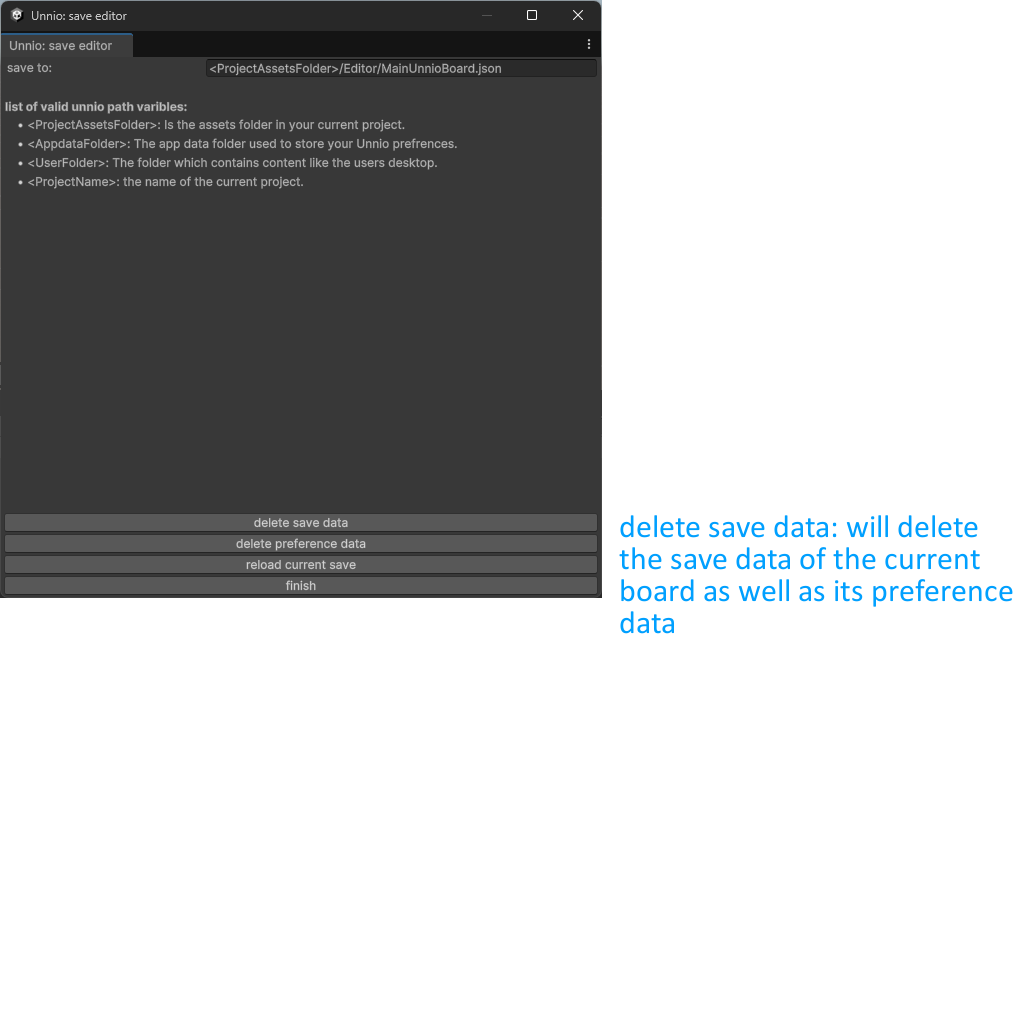 Unnio: save editor
Unnio: save editor
save to: <ProjectAssetsFolder>/Editor/MainUnnioBoard.json
list of valid unnio path varibles:
• <ProjectAssetsFolder>: Is the assets folder in your current project.
• <AppdataFolder>: The app data folder used to store your Unnio prefrences.
• <UserFolder>: The folder which contains content like the users desktop.
• <ProjectName>: the name of the current project.
delete save data
delete preference data
reload current save
finish
delete save data: will delete
the save data of the current
board as well as its preference
data